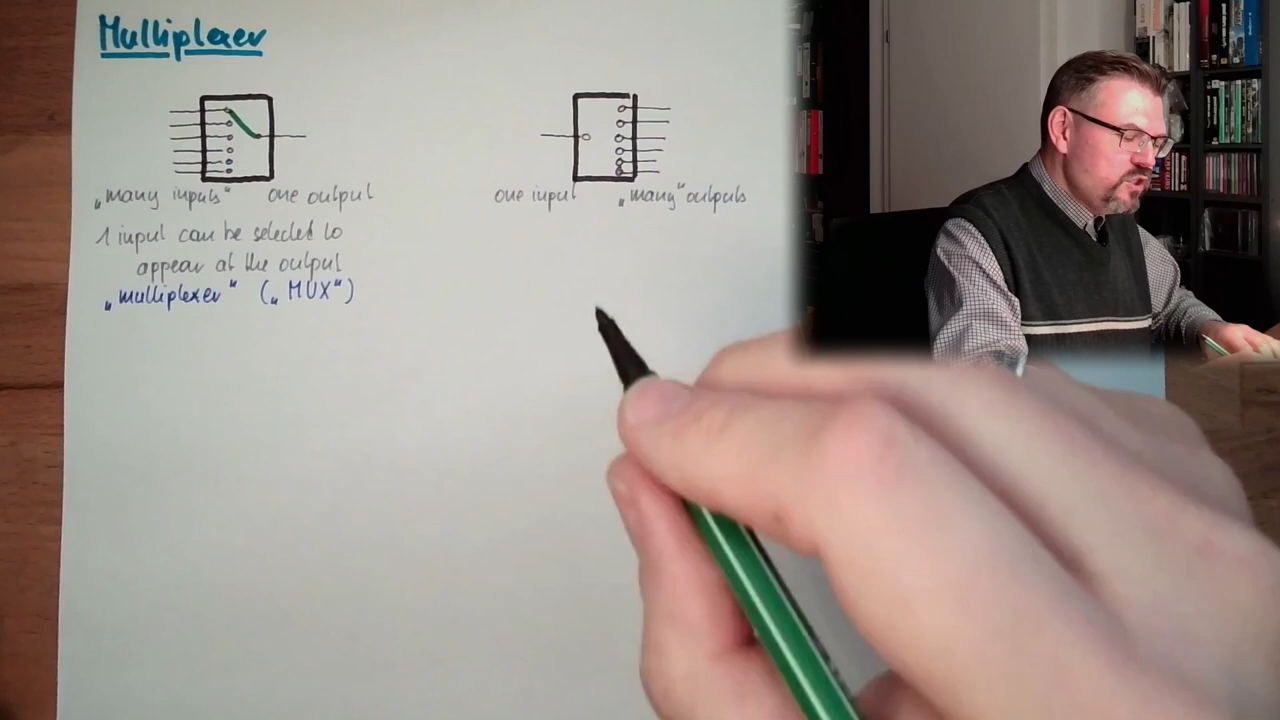 Multiplexer
„many inputs" one output
one input „many" outputs
1 input can be selected to
appear at the output
„multiplexer" („MUX")